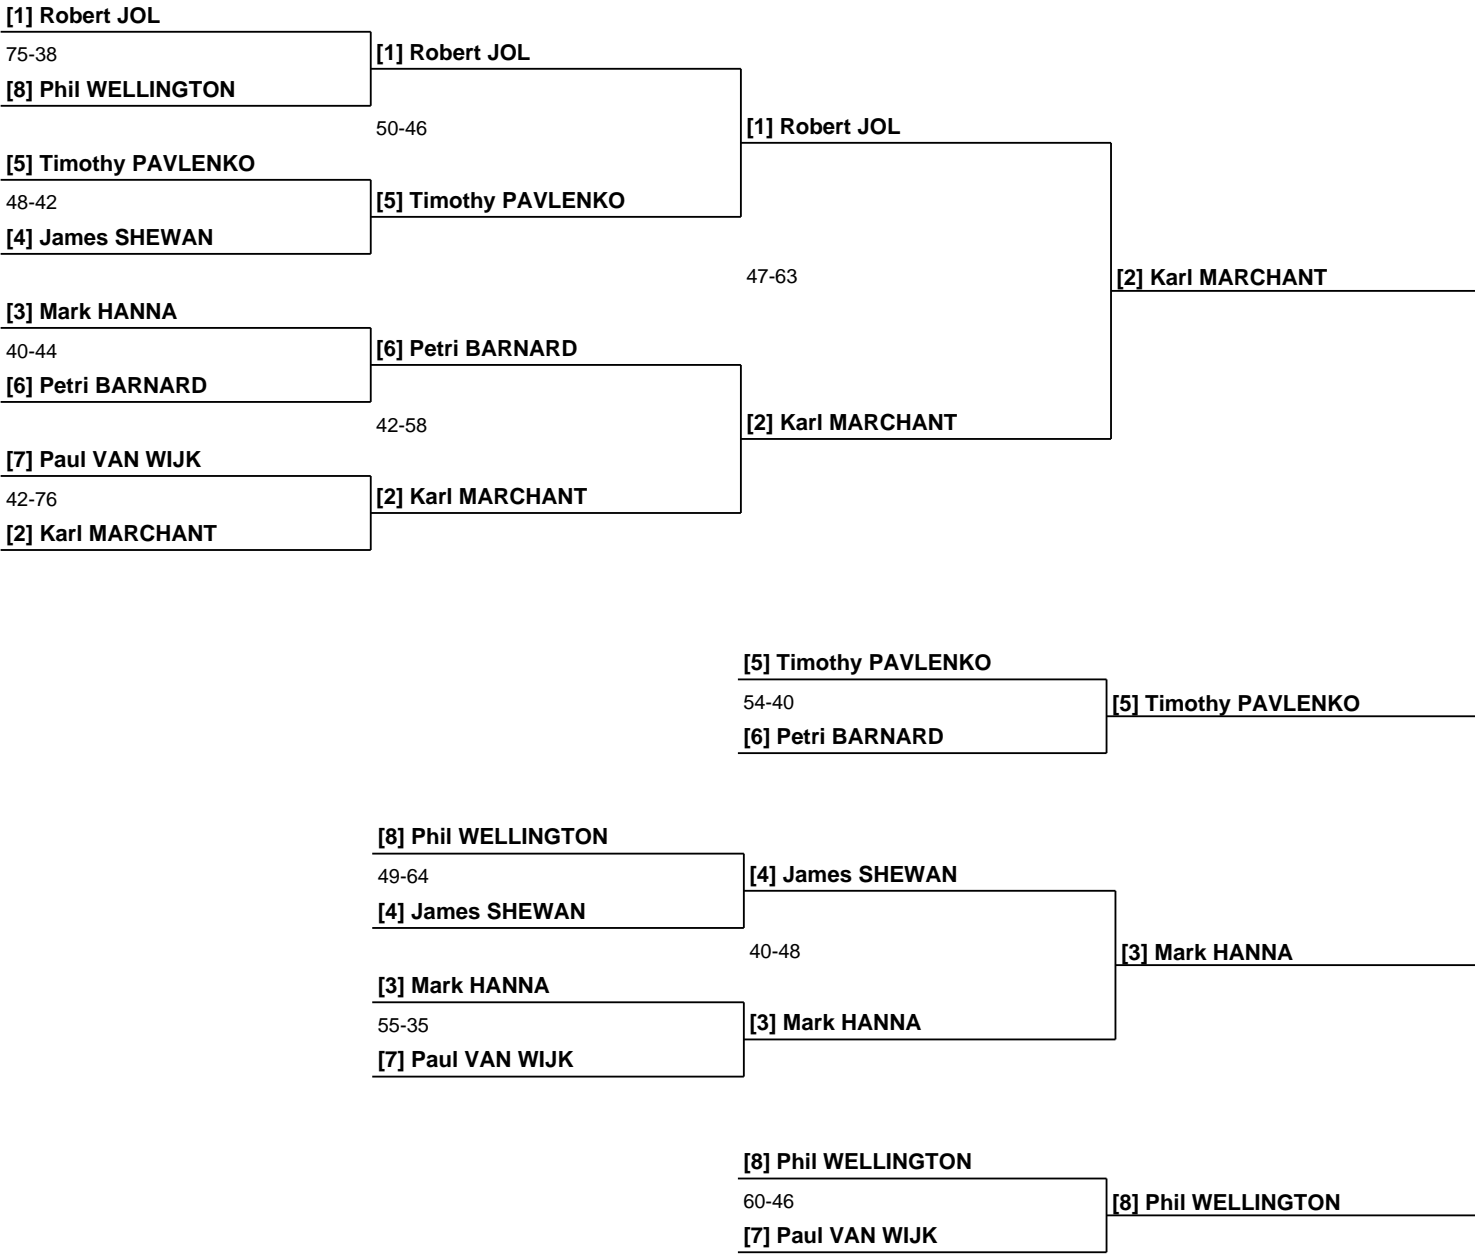 [1] Robert JOL
75-38
[8] Phil WELLINGTON
[1] Robert JOL
50-46
[5] Timothy PAVLENKO
48-42
[4] James SHEWAN
[5] Timothy PAVLENKO
[1] Robert JOL
47-63
[2] Karl MARCHANT
[3] Mark HANNA
40-44
[6] Petri BARNARD
[6] Petri BARNARD
42-58
[7] Paul VAN WIJK
42-76
[2] Karl MARCHANT
[2] Karl MARCHANT
[2] Karl MARCHANT
[5] Timothy PAVLENKO
54-40
[6] Petri BARNARD
[5] Timothy PAVLENKO
[8] Phil WELLINGTON
49-64
[4] James SHEWAN
[4] James SHEWAN
40-48
[3] Mark HANNA
[3] Mark HANNA
55-35
[7] Paul VAN WIJK
[3] Mark HANNA
[8] Phil WELLINGTON
60-46
[7] Paul VAN WIJK
[8] Phil WELLINGTON